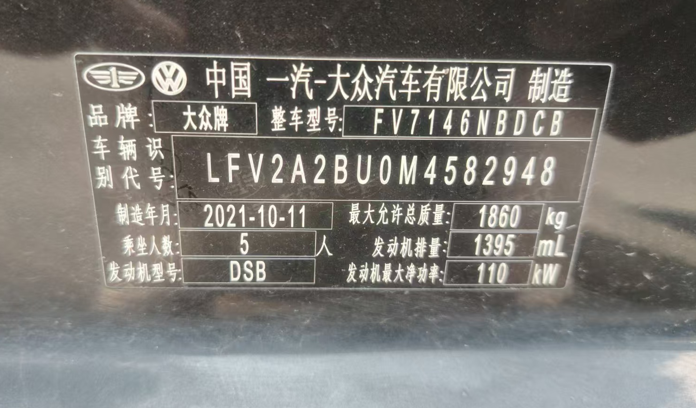 中国 一汽-大众汽车有限公司 制造
品牌: 大众牌 整车型号: FV7146NBDCB
车辆识
别代号: LFV2A2BU0M4582948
制造年月: 2021-10-11 最大允许总质量: 1860 kg
乘坐人数: 5 人 发动机排量: 1395 mL
发动机型号: DSB 发动机最大净功率: 110 kW